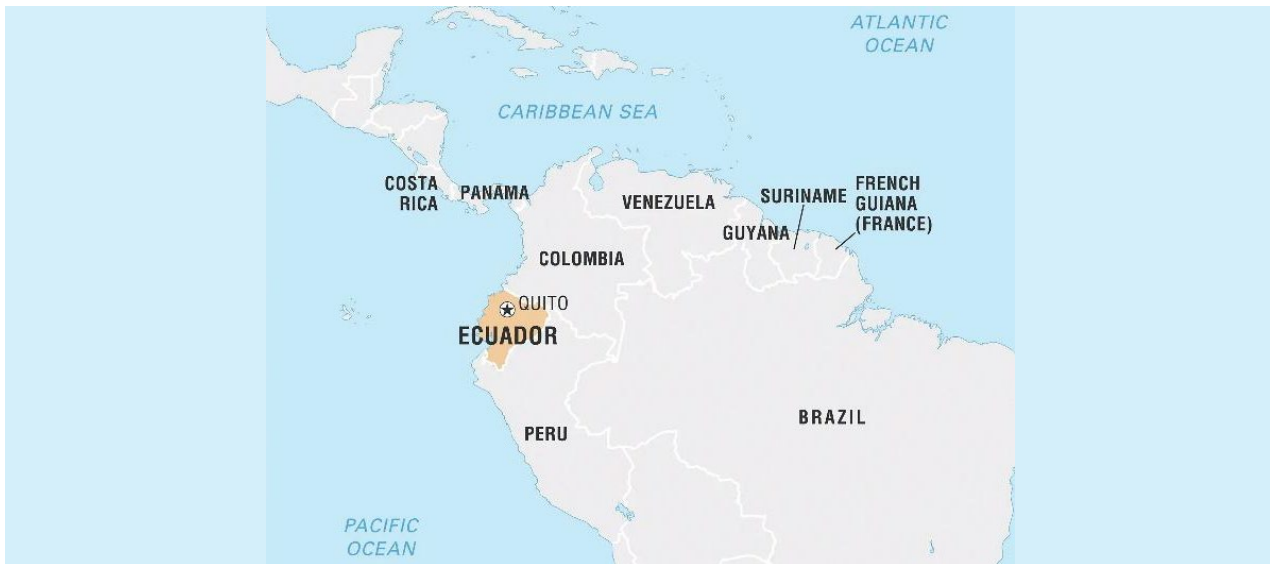 ATLANTIC
OCEAN
CARIBBEAN SEA
COSTA
RICA
PANAMA
VENEZUELA
SURINAME
FRENCH
GUIANA
(FRANCE)
GUYANA
COLOMBIA
QUITO
ECUADOR
BRAZIL
PERU
PACIFIC
OCEAN